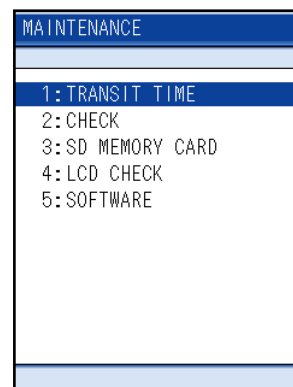 MAINTENANCE
1:TRANSIT TIME
2:CHECK
3:SD MEMORY CARD
4:LCD CHECK
5:SOFTWARE